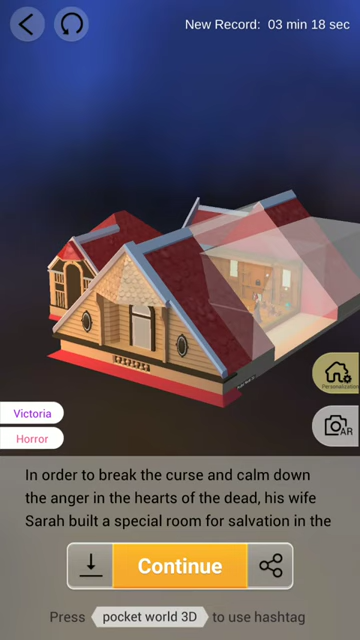 New Record: 03 min 18 sec
Personalization
AR
Victoria
Horror
In order to break the curse and calm down
the anger in the hearts of the dead, his wife
Sarah built a special room for salvation in the
Continue
Press pocket world 3D to use hashtag